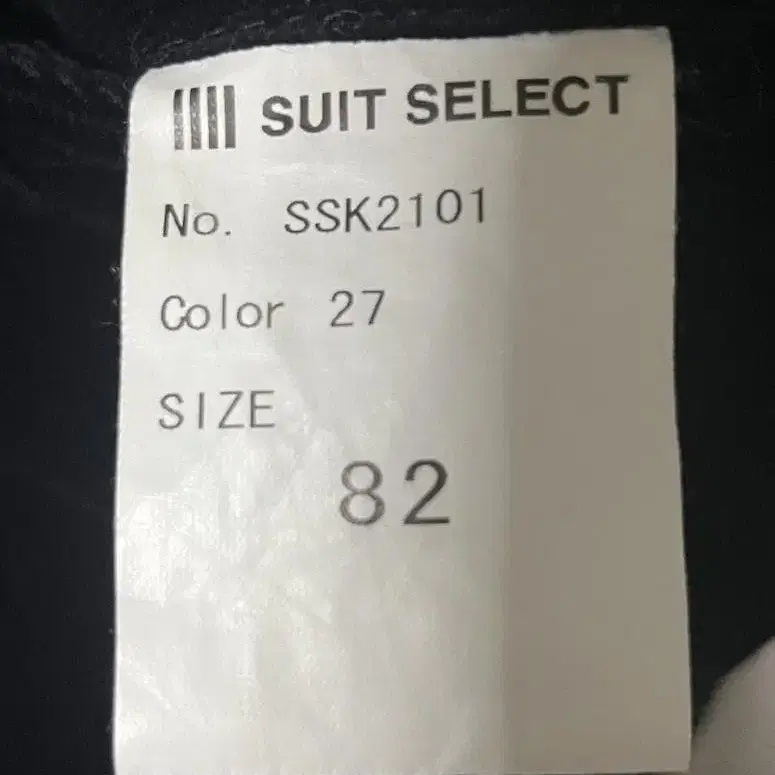 SUIT SELECT
No. SSK2101
Color 27
SIZE
82